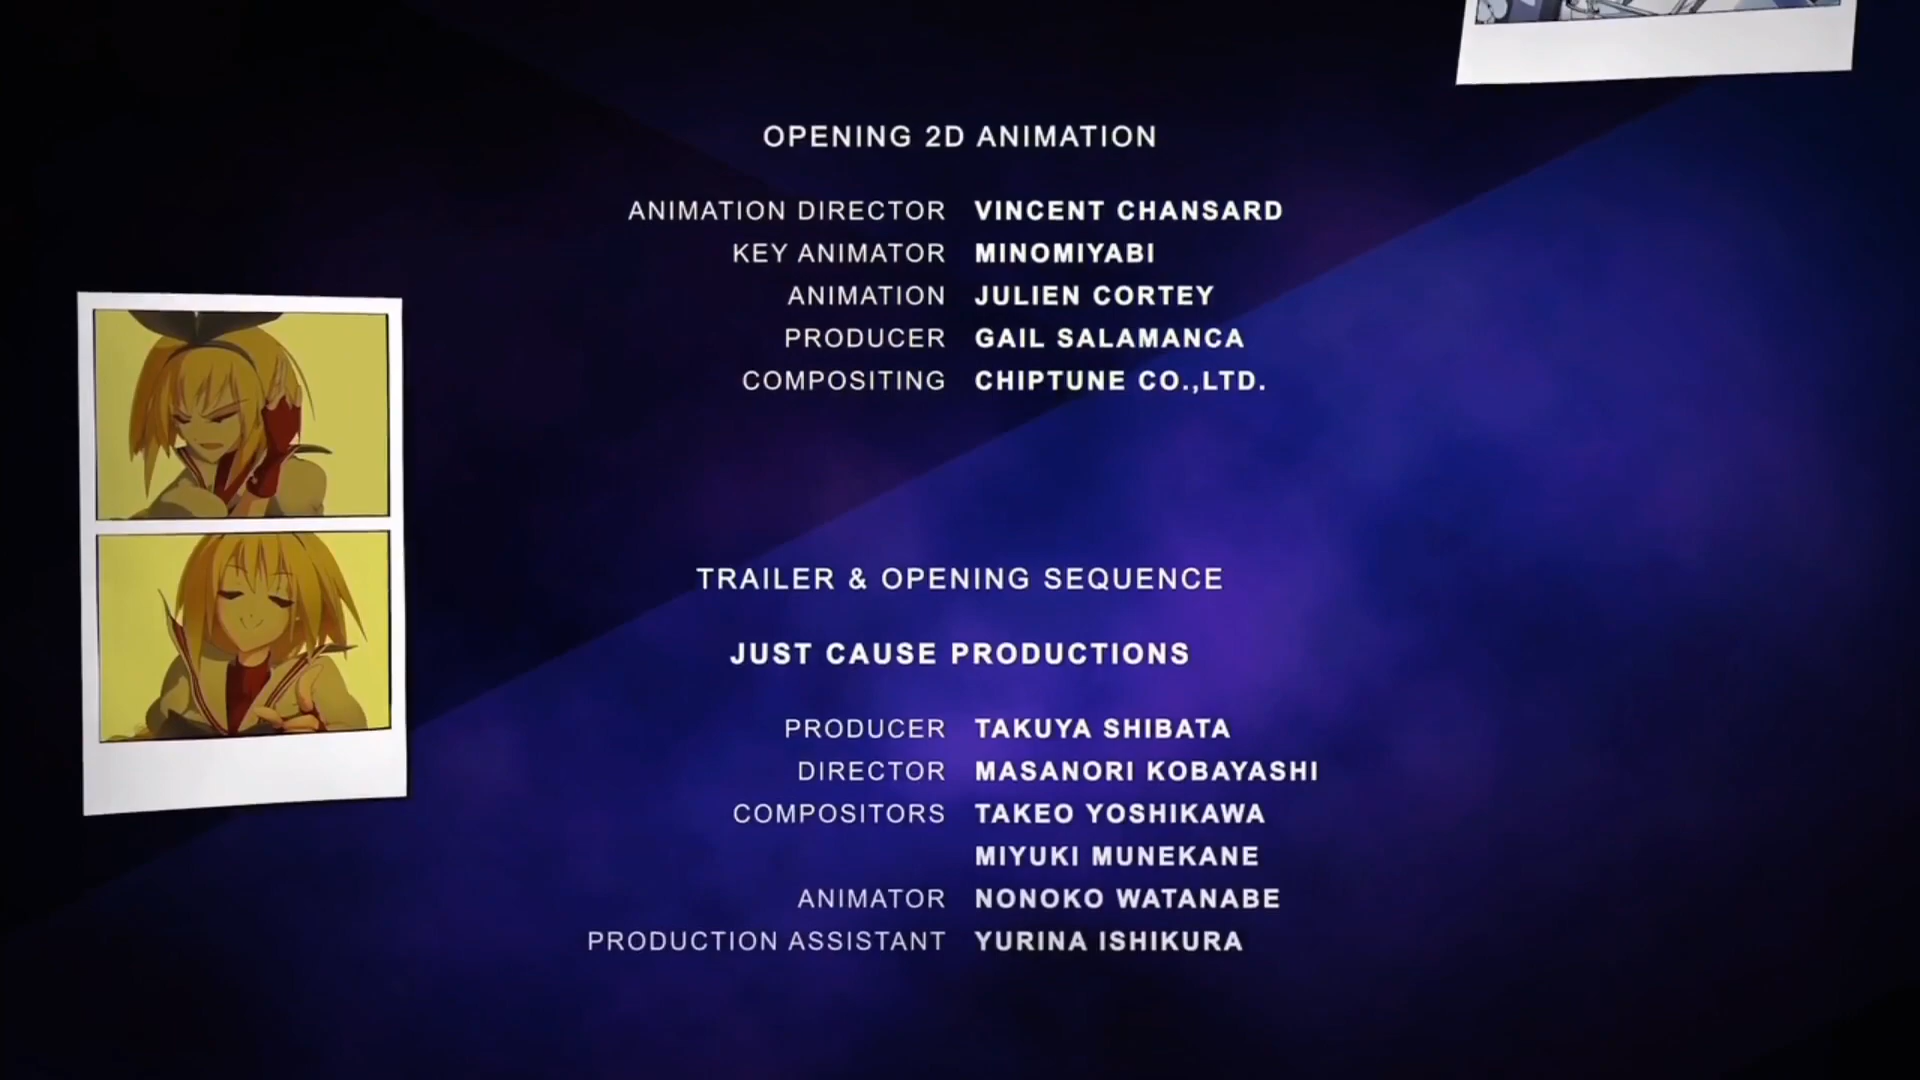 OPENING 2D ANIMATION
ANIMATION DIRECTOR VINCENT CHANSARD
KEY ANIMATOR MINOMIYABI
ANIMATION JULIEN CORTEY
PRODUCER GAIL SALAMANCA
COMPOSITING CHIPTUNE CO.,LTD.
TRAILER & OPENING SEQUENCE
JUST CAUSE PRODUCTIONS
PRODUCER TAKUYA SHIBATA
DIRECTOR MASANORI KOBAYASHI
COMPOSITORS TAKEO YOSHIKAWA
MIYUKI MUNEKANE
ANIMATOR NONOKO WATANABE
PRODUCTION ASSISTANT YURINA ISHIKURA